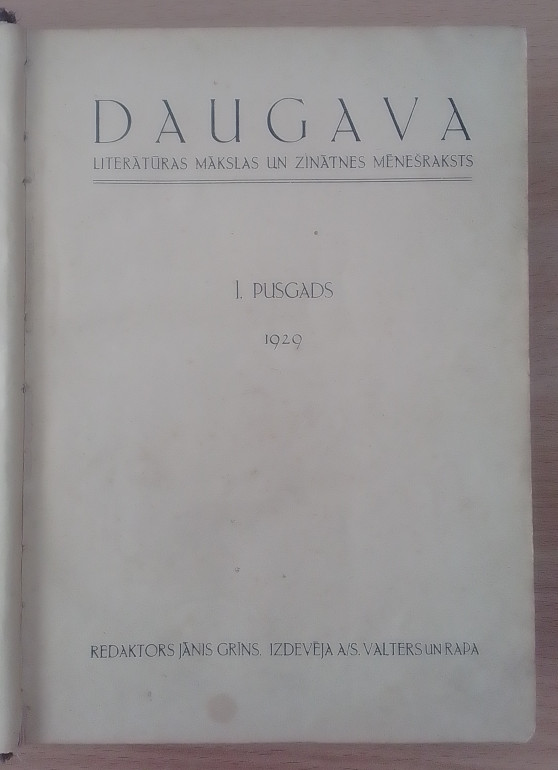 DAUGAVA
LITERĀTŪRAS MĀKSLAS UN ZINĀTNES MĒNEŠRAKSTS
I. PUSGADS
1929
REDAKTORS JĀNIS GRĪNS. IZDEVĒJA A/S. VALTERS UN RAPA